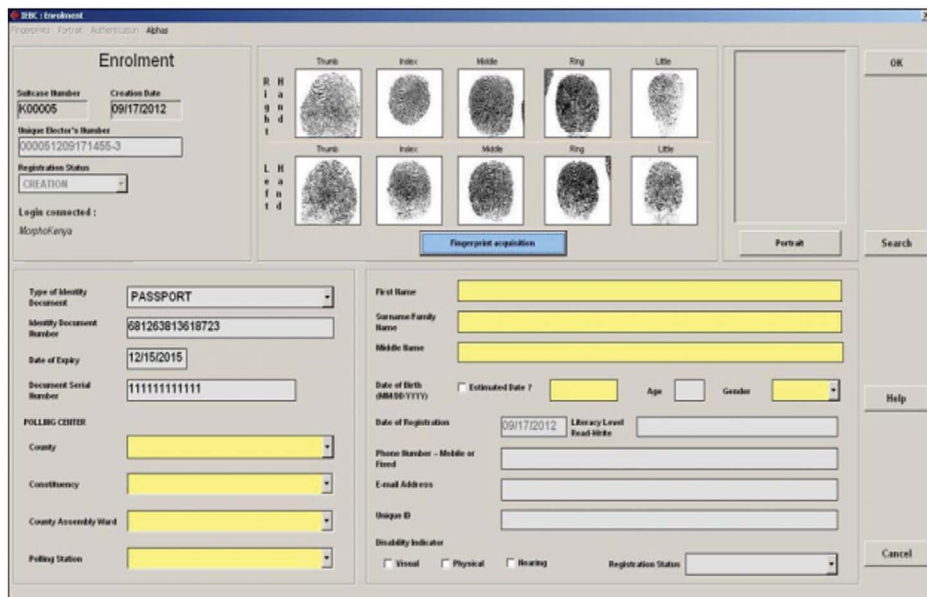 IEBC : Enrolment
Fingerprints Portrait Authentication Alphas
Enrolment
Suitcase Number Creation Date
K00005 09/17/2012
Unique Elector's Number
000051209171455-3
Registration Status
CREATION
Login connected :
MorphoKenya
Right Hand
Thumb Index Middle Ring Little
Left Hand
Thumb Index Middle Ring Little
Fingerprint acquisition
Portrait
OK
Search
Help
Cancel
Type of Identity
Document
PASSPORT
Identity Document
Number
681263813618723
Date of Expiry
12/15/2015
Document Serial
Number
111111111111
POLLING CENTER
County
Constituency
County Assembly Ward
Polling Station
First Name
Surname Family
Name
Middle Name
Date of Birth
(MM/DD/YYYY)
Estimated Date ?
Age
Gender
Date of Registration
09/17/2012
Literacy Level
Read-Write
Phone Number – Mobile or
Fixed
E-mail Address
Unique ID
Disability Indicator
Visual Physical Hearing
Registration Status